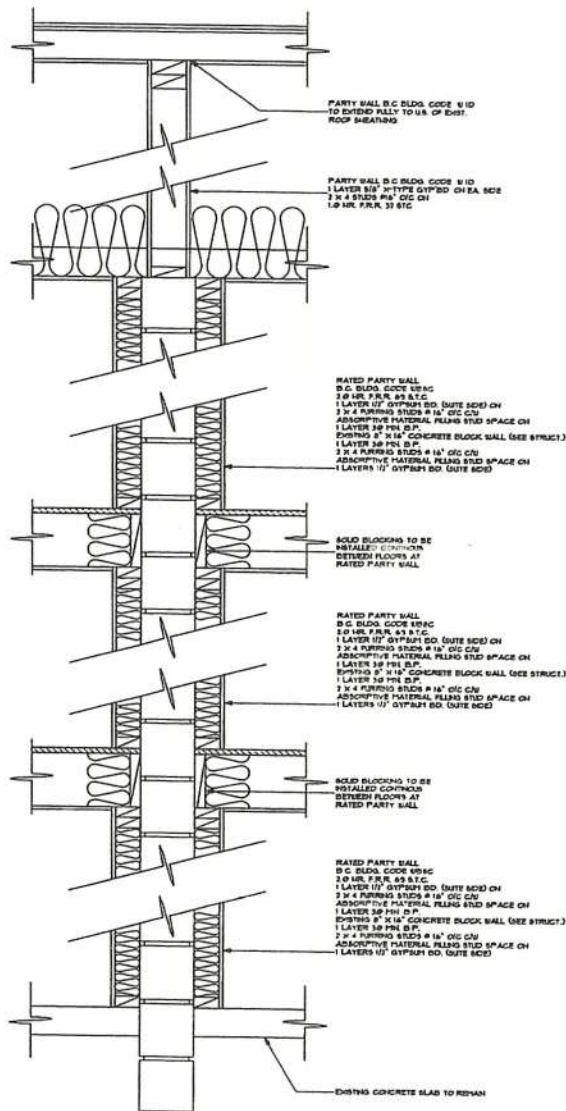 PARTY WALL B.C BLDG. CODE W1D
TO EXTEND FULLY TO U.S. OF EXIST.
ROOF SHEATHING
PARTY WALL B.C BLDG. CODE W1D
1 LAYER 5/8" X-TYPE GYP'BD ON EA. SIDE
2 X 4 STUDS @16" O/C ON
1.0 HR. F.R.R. 32 STC
RATED PARTY WALL
B.C. BLDG. CODE
2.0 HR. F.R.R. 69 S.T.C.
1 LAYER 1/2" GYPSUM BD. (SUITE SIDE) ON
2 X 4 FURRING STUDS @ 16" O/C C/W
ABSORPTIVE MATERIAL FILLING STUD SPACE ON
1 LAYER 30 MIN. B.P.
EXISTING 8" X 16" CONCRETE BLOCK WALL (SEE STRUCT.)
1 LAYER 30 MIN. B.P.
2 X 4 FURRING STUDS @ 16" O/C C/W
ABSORPTIVE MATERIAL FILLING STUD SPACE ON
1 LAYERS 1/2" GYPSUM BD. (SUITE SIDE)
SOLID BLOCKING TO BE
INSTALLED CONTINOUS
BETWEEN FLOORS AT
RATED PARTY WALL
RATED PARTY WALL
B.C. BLDG. CODE
2.0 HR. F.R.R. 69 S.T.C.
1 LAYER 1/2" GYPSUM BD. (SUITE SIDE) ON
2 X 4 FURRING STUDS @ 16" O/C C/W
ABSORPTIVE MATERIAL FILLING STUD SPACE ON
1 LAYER 30 MIN. B.P.
EXISTING 8" X 16" CONCRETE BLOCK WALL (SEE STRUCT.)
1 LAYER 30 MIN. B.P.
2 X 4 FURRING STUDS @ 16" O/C C/W
ABSORPTIVE MATERIAL FILLING STUD SPACE ON
1 LAYERS 1/2" GYPSUM BD. (SUITE SIDE)
SOLID BLOCKING TO BE
INSTALLED CONTINOUS
BETWEEN FLOORS AT
RATED PARTY WALL
RATED PARTY WALL
B.C. BLDG. CODE
2.0 HR. F.R.R. 69 S.T.C.
1 LAYER 1/2" GYPSUM BD. (SUITE SIDE) ON
2 X 4 FURRING STUDS @ 16" O/C C/W
ABSORPTIVE MATERIAL FILLING STUD SPACE ON
1 LAYER 30 MIN. B.P.
EXISTING 8" X 16" CONCRETE BLOCK WALL (SEE STRUCT.)
1 LAYER 30 MIN. B.P.
2 X 4 FURRING STUDS @ 16" O/C C/W
ABSORPTIVE MATERIAL FILLING STUD SPACE ON
1 LAYERS 1/2" GYPSUM BD. (SUITE SIDE)
EXISTING CONCRETE SLAB TO REMAIN